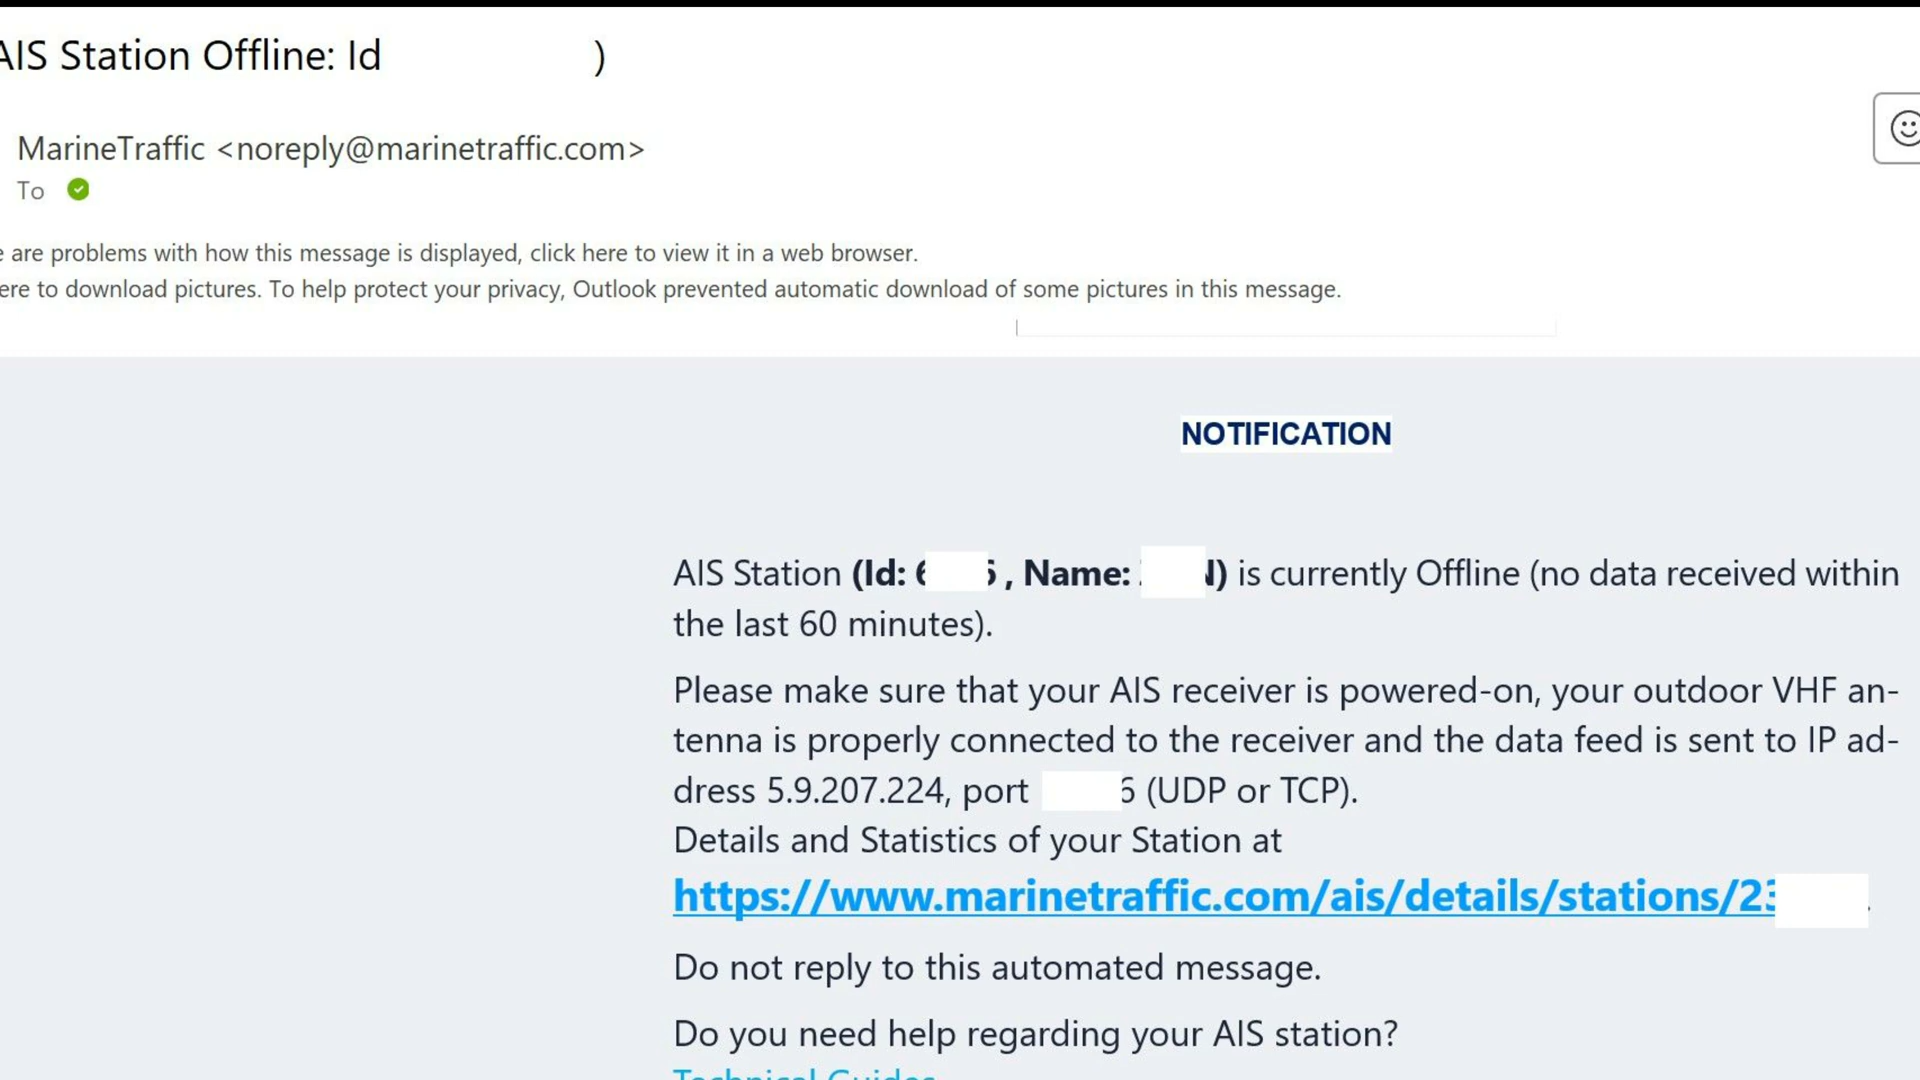 AIS Station Offline: Id )
MarineTraffic <noreply@marinetraffic.com>
To
are problems with how this message is displayed, click here to view it in a web browser.
to download pictures. To help protect your privacy, Outlook prevented automatic download of some pictures in this message.
NOTIFICATION
AIS Station (Id: , Name: ) is currently Offline (no data received within
the last 60 minutes).
Please make sure that your AIS receiver is powered-on, your outdoor VHF an-
tenna is properly connected to the receiver and the data feed is sent to IP ad-
dress 5.9.207.224, port 6 (UDP or TCP).
Details and Statistics of your Station at
https://www.marinetraffic.com/ais/details/stations/23
Do not reply to this automated message.
Do you need help regarding your AIS station?
Technical Guides